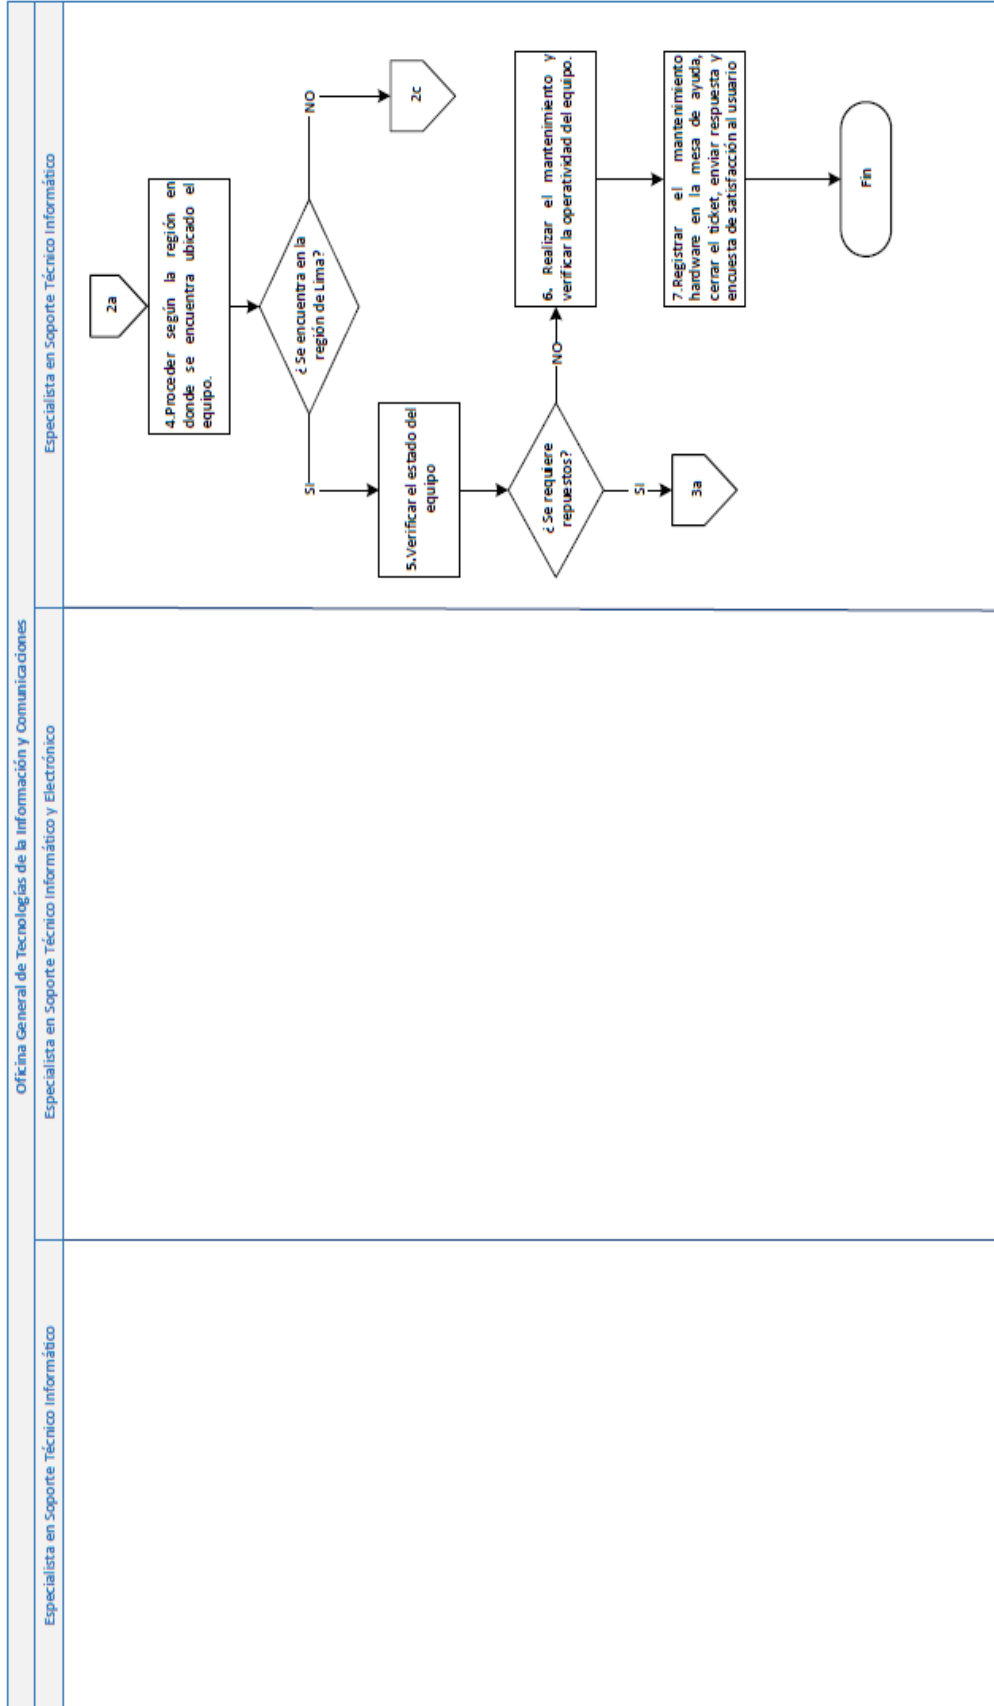 Oficina General de Tecnologías de la Información y Comunicaciones
Especialista en Soporte Técnico Informático
Especialista en Soporte Técnico Informático y Electrónico
Especialista en Soporte Técnico Informático
2a
4.Proceder según la región en
donde se encuentra ubicado el
equipo.
¿Se encuentra en la
región de Lima?
SI
NO
2c
5.Verificar el estado del
equipo
¿Se requiere
repuestos?
NO
SI
3a
6. Realizar el mantenimiento y
verificar la operatividad del equipo.
7.Registrar el mantenimiento
hardware en la mesa de ayuda,
cerrar el ticket, enviar respuesta y
encuesta de satisfacción al usuario
Fin